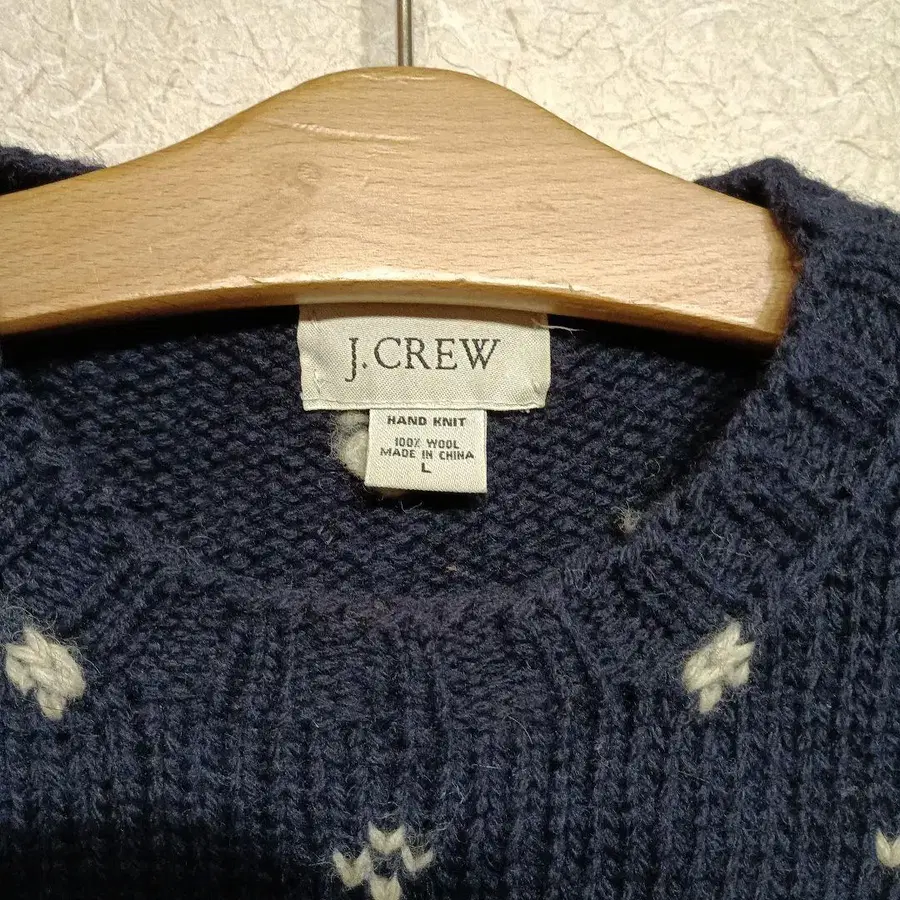 J.CREW
HAND KNIT
100% WOOL
MADE IN CHINA
L